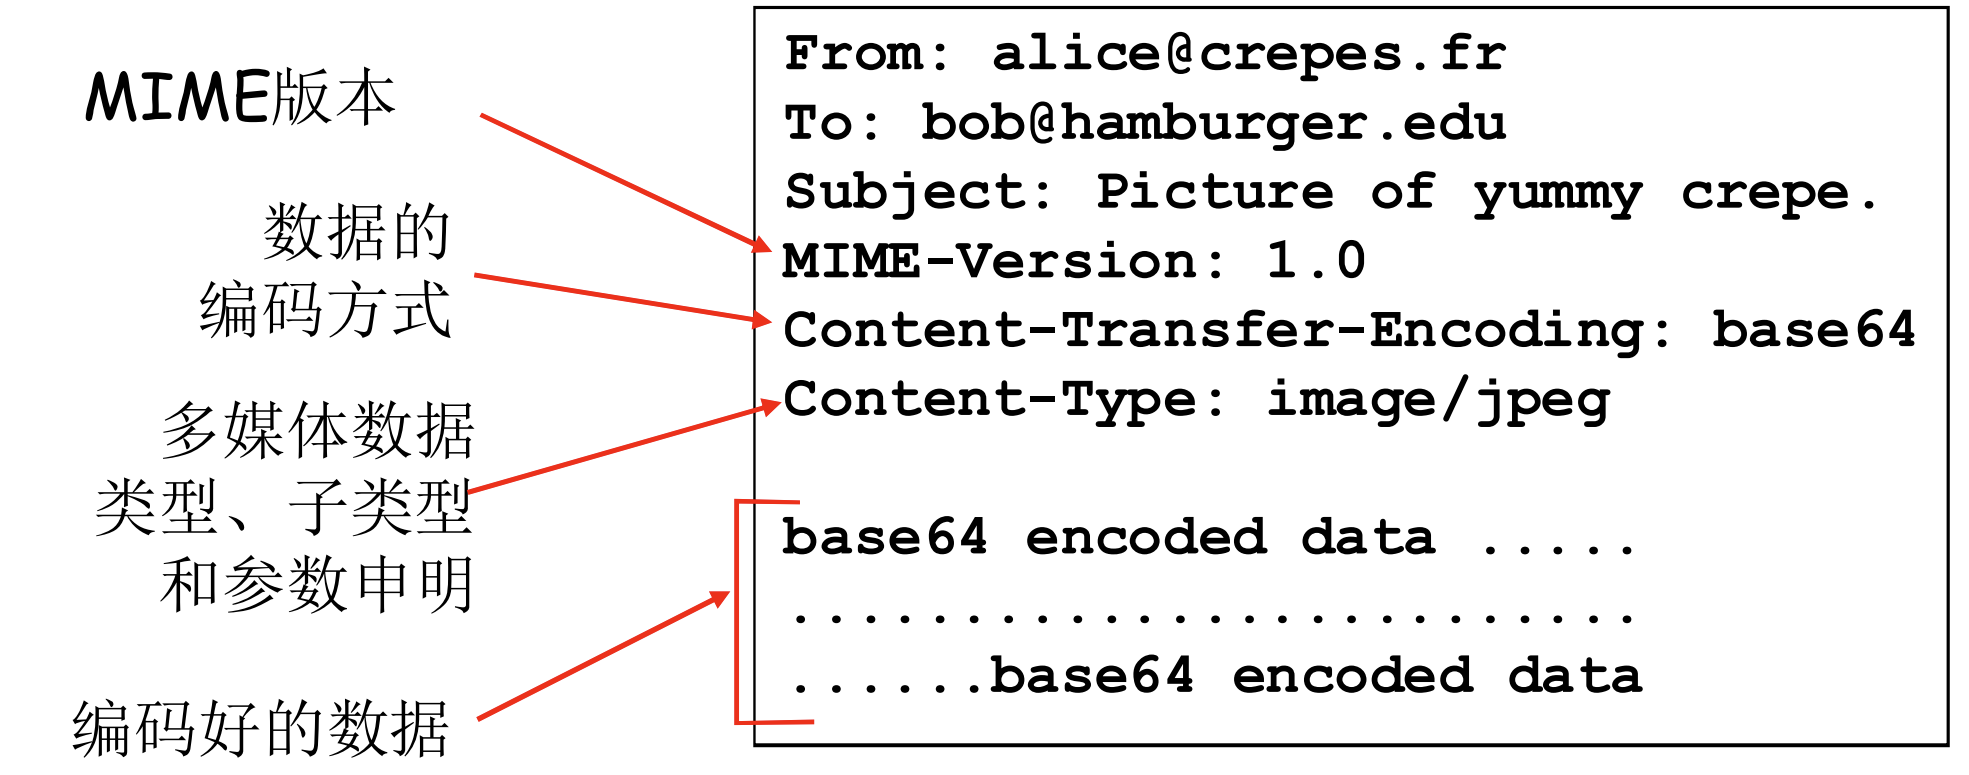 MIME版本
数据的
编码方式
多媒体数据
类型、子类型
和参数申明
编码好的数据
From: alice@crepes.fr
To: bob@hamburger.edu
Subject: Picture of yummy crepe.
MIME-Version: 1.0
Content-Transfer-Encoding: base64
Content-Type: image/jpeg
base64 encoded data .....
.........................
......base64 encoded data